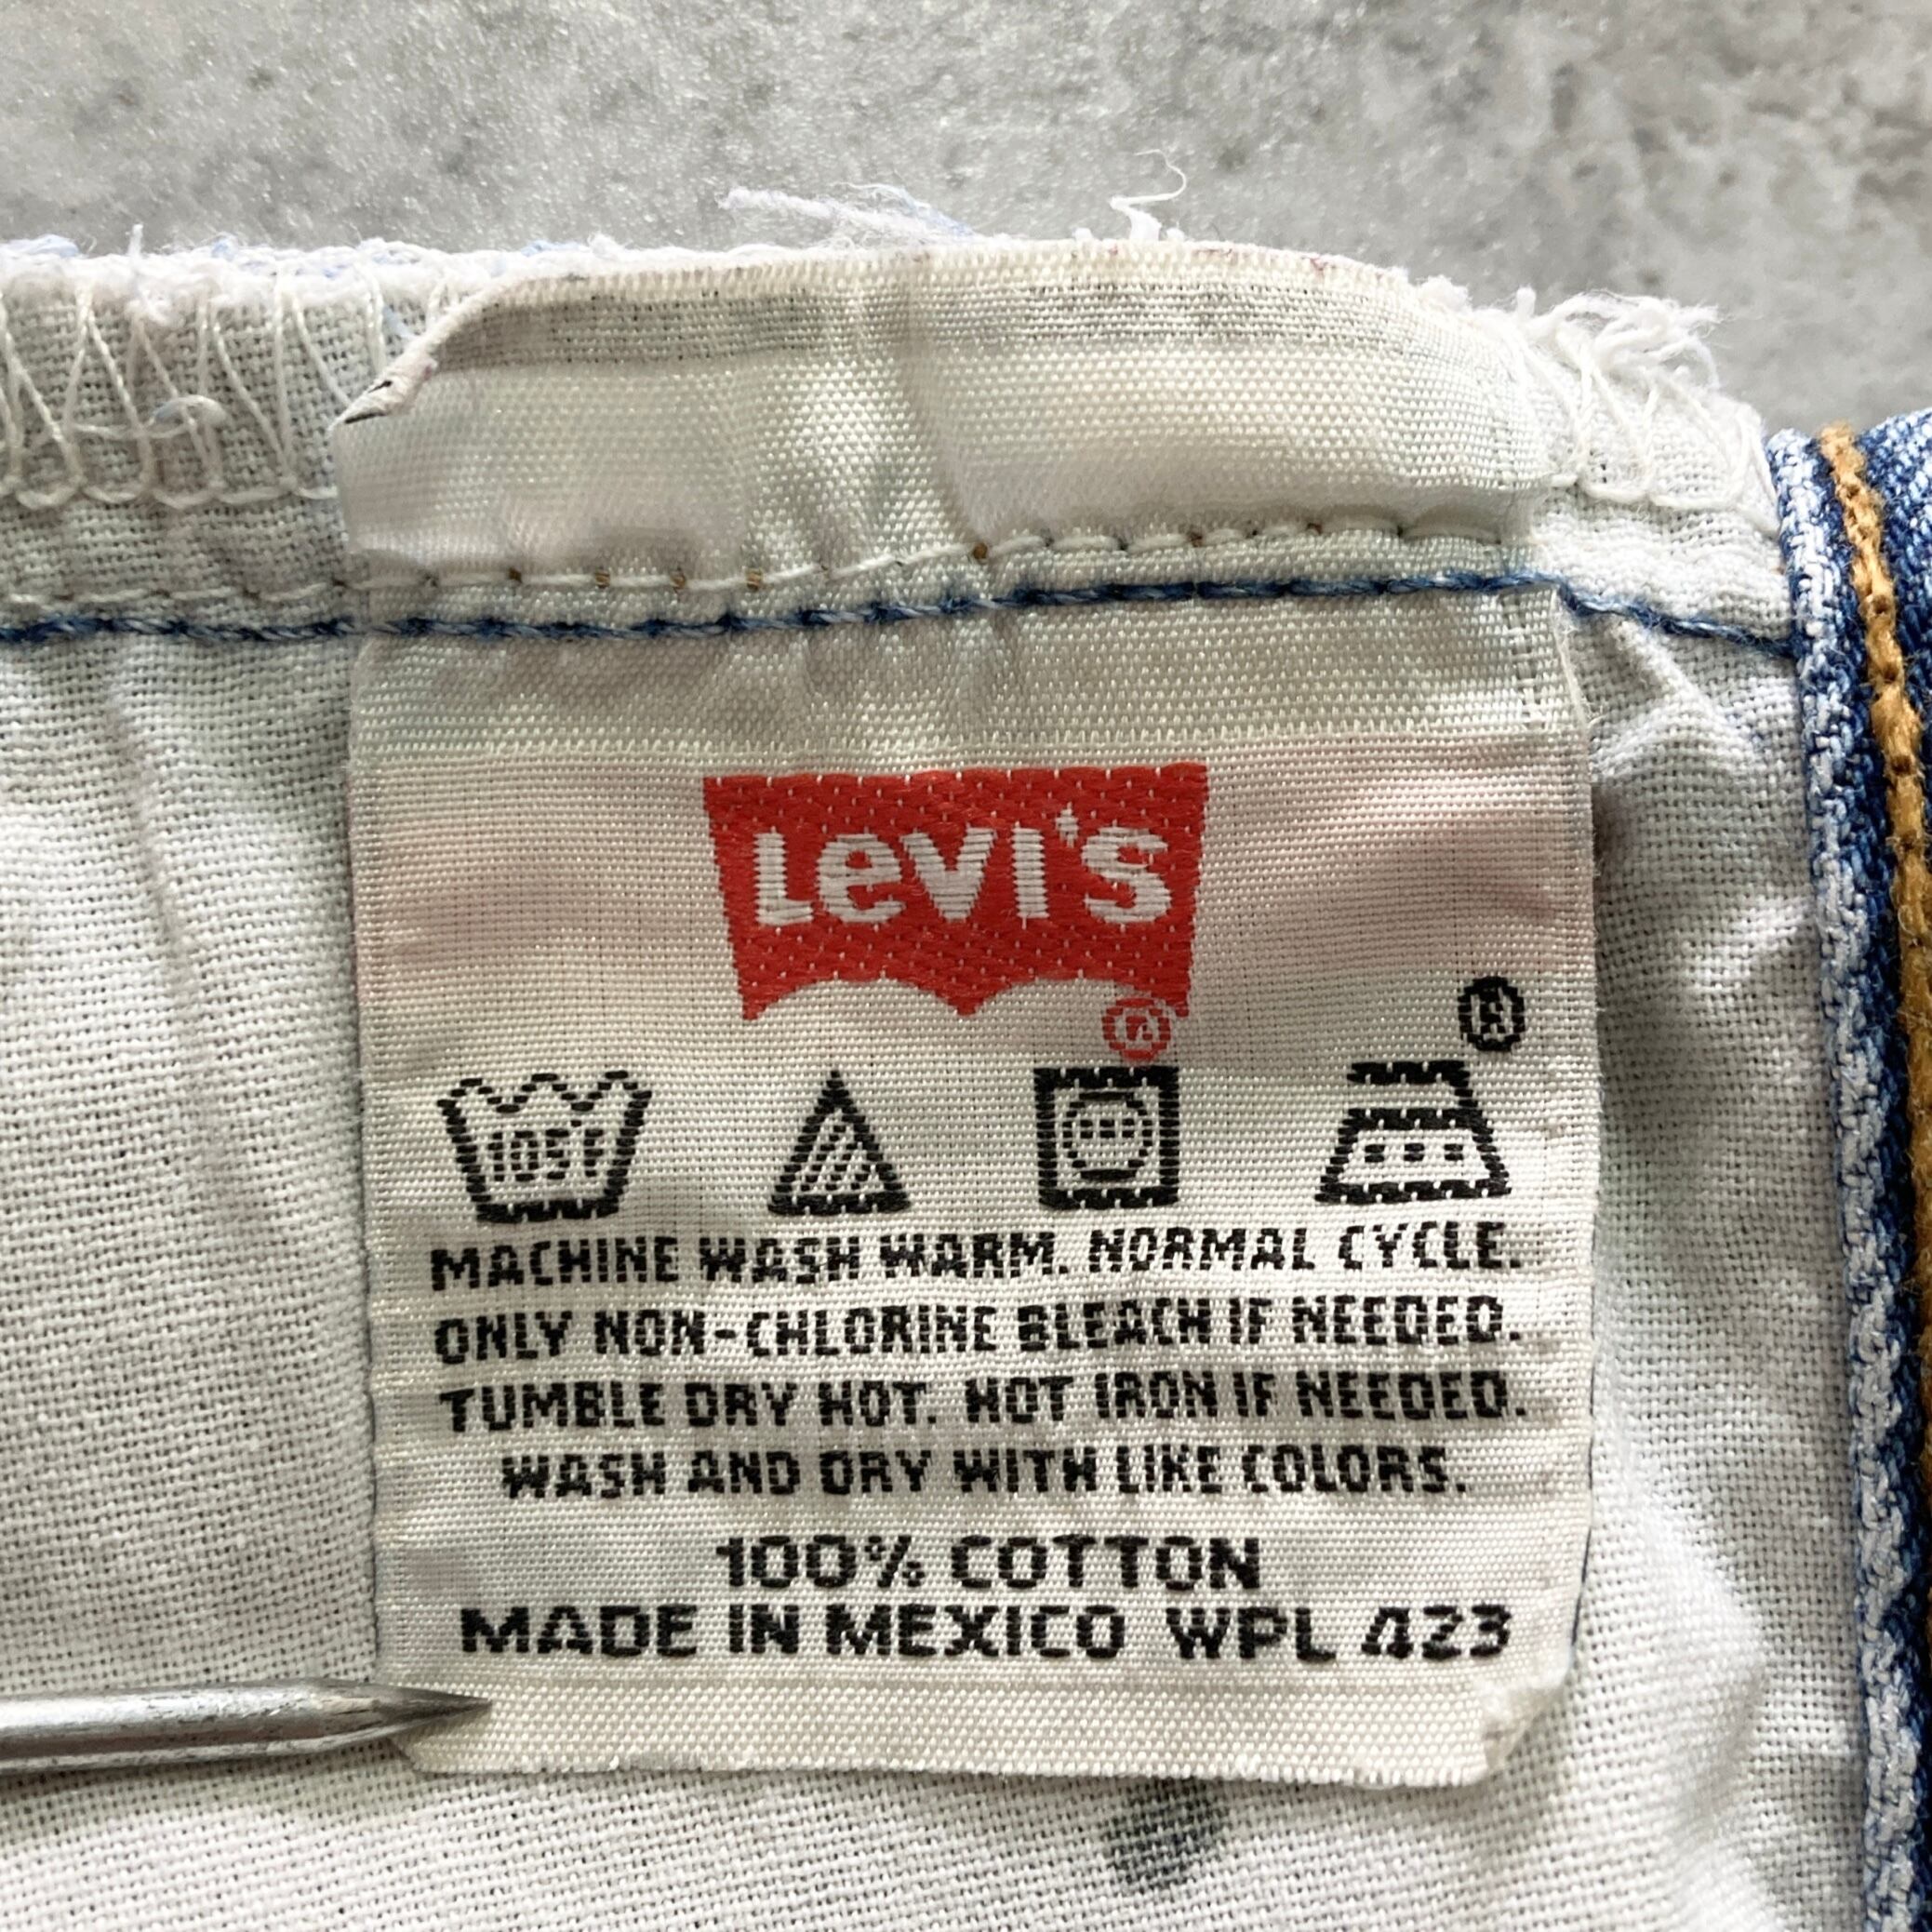 LEVI'S
®
®
105°F
MACHINE WASH WARM. NORMAL CYCLE.
ONLY NON-CHLORINE BLEACH IF NEEDED.
TUMBLE DRY HOT. HOT IRON IF NEEDED.
WASH AND DRY WITH LIKE COLORS.
100% COTTON
MADE IN MEXICO WPL 423